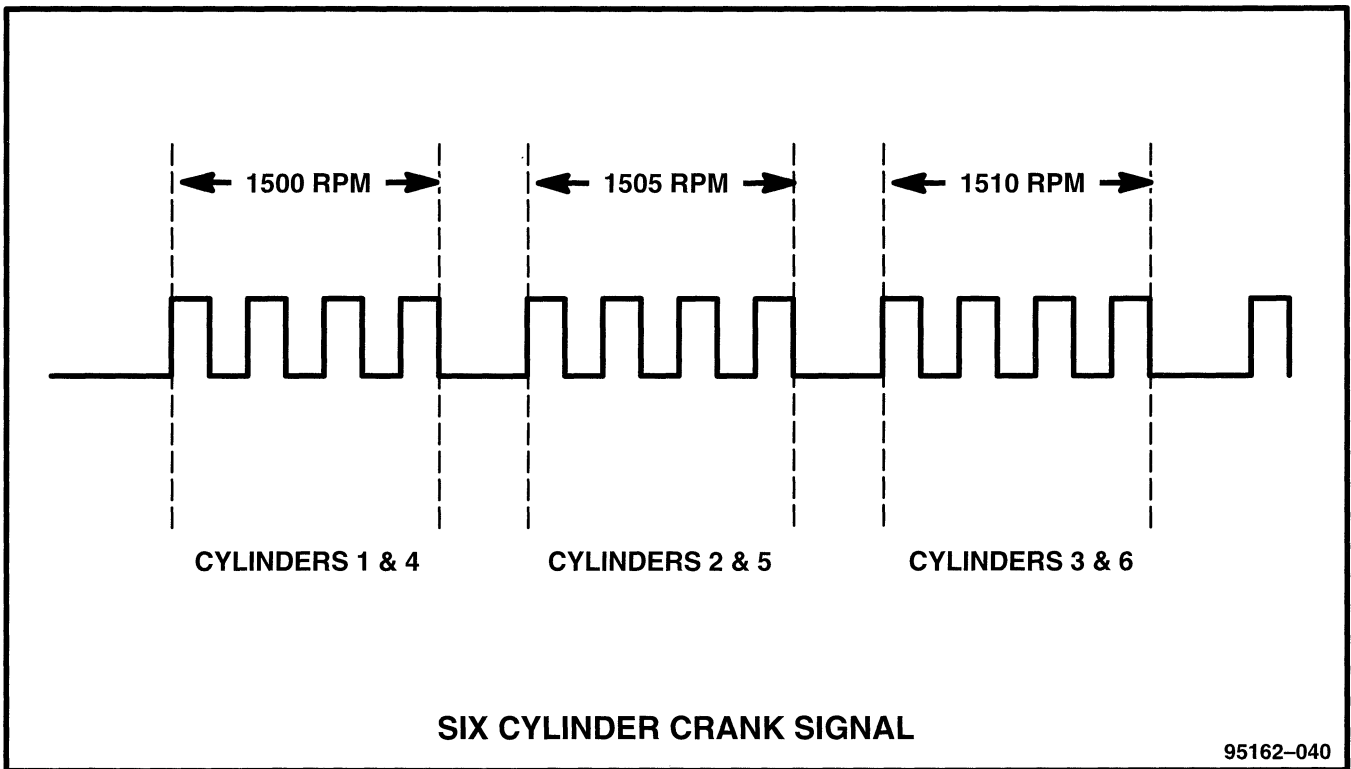 1500 RPM
1505 RPM
1510 RPM
CYLINDERS 1 & 4
CYLINDERS 2 & 5
CYLINDERS 3 & 6
SIX CYLINDER CRANK SIGNAL
95162–040